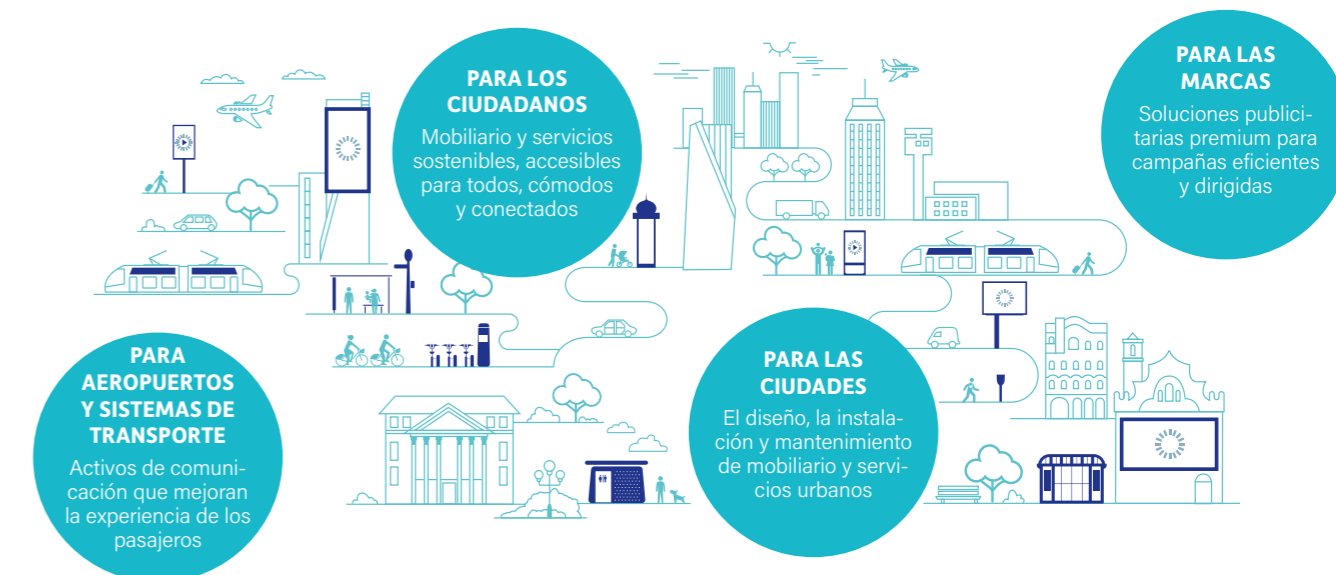 PARA LOS
CIUDADANOS
Mobiliario y servicios
sostenibles, accesibles
para todos, cómodos
y conectados
PARA LAS
MARCAS
Soluciones publici-
tarias premium para
campañas eficientes
y dirigidas
PARA
AEROPUERTOS
Y SISTEMAS DE
TRANSPORTE
Activos de comuni-
cación que mejoran
la experiencia de los
pasajeros
PARA LAS
CIUDADES
El diseño, la instala-
ción y mantenimiento
de mobiliario y servi-
cios urbanos